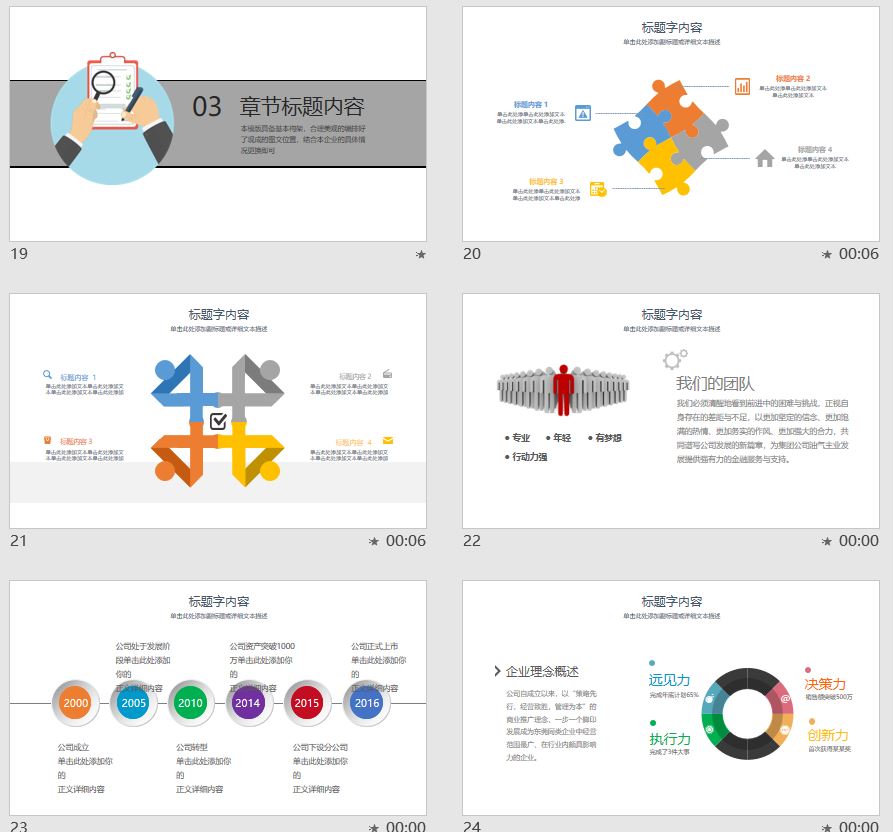 03 章节标题内容
本模版具备基本构架，合理美观的编排好
了现成的图文位置，结合本企业的具体情
况更换即可
19
标题字内容
单击此处添加副标题或详细文本描述
标题内容 1
单击此处单击此处添加文本
单击此处单击此处添加
标题内容 2
单击此处单击此处添加文本
单击此处添加文本
标题内容 3
单击此处单击此处添加文本
单击此处单击此处添加
标题内容 4
单击此处单击此处添加文本
单击此处添加文本
20
00:06
标题字内容
单击此处添加副标题或详细文本描述
标题内容 1
单击此处添加文本单击此处添加文
本单击此处添加文本单击此处添加
标题内容 2
单击此处添加文本单击此处添加文
本单击此处添加文本单击此处添加
标题内容 3
单击此处添加文本单击此处添加文
本单击此处添加文本单击此处添加
标题内容 4
单击此处添加文本单击此处添加文
本单击此处添加文本单击此处添加
21
00:06
标题字内容
单击此处添加副标题或详细文本描述
• 专业 • 年轻 • 有梦想
• 行动力强
我们的团队
我们必须清醒地看到前进中的困难与挑战，正视自
身存在的差距与不足，以更加坚定的信念、更加饱
满的热情、更加务实的作风、更加强大的合力，共
同谱写公司发展的新篇章，为集团公司油气主业发
展提供强有力的金融服务与支持。
22
00:00
标题字内容
单击此处添加副标题或详细文本描述
公司处于发展阶
段单击此处添加
你的
正文详细内容
公司资产突破1000
万单击此处添加你
的
正文详细内容
公司正式上市
单击此处添加你
的
正文详细内容
2000
2005
2010
2014
2015
2016
公司成立
单击此处添加你
的
正文详细内容
公司转型
单击此处添加你
的
正文详细内容
公司下设分公司
单击此处添加你
的
正文详细内容
23
00:00
标题字内容
单击此处添加副标题或详细文本描述
企业理念概述
公司自成立以来，以“策略先
行，经营致胜，管理为本”的
商业推广理念，一步一个脚印
发展成为东莞同类企业中经营
范围最广，在行业内颇具影响
力的企业。
远见力
完成年底计划65%
执行力
完成了3件大事
决策力
销售额突破500万
创新力
首次获得某某奖
24
00:00